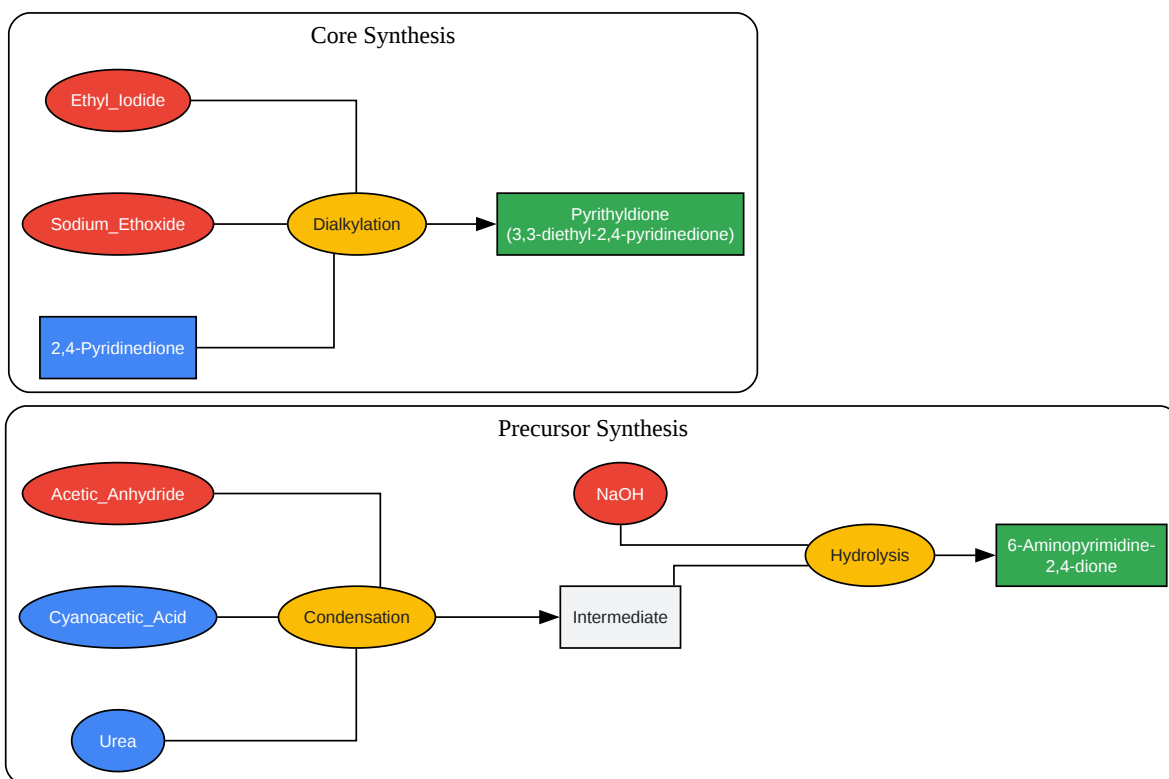 Core Synthesis
Ethyl_Iodide
Sodium_Ethoxide
Dialkylation
Pyrithyldione
(3,3-diethyl-2,4-pyridinedione)
2,4-Pyridinedione
Precursor Synthesis
Acetic_Anhydride
NaOH
Hydrolysis
6-Aminopyrimidine-
2,4-dione
Cyanoacetic_Acid
Condensation
Intermediate
Urea